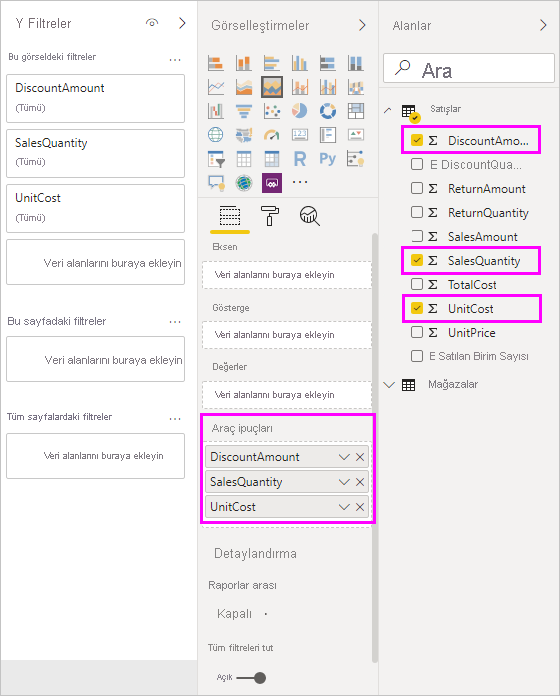 Y Filtreler
Bu görseldeki filtreler
DiscountAmount
(Tümü)
SalesQuantity
(Tümü)
UnitCost
(Tümü)
Veri alanlarını buraya ekleyin
Bu sayfadaki filtreler
Veri alanlarını buraya ekleyin
Tüm sayfalardaki filtreler
Veri alanlarını buraya ekleyin
Görselleştirmeler
R
Py
Eksen
Veri alanlarını buraya ekleyin
Gösterge
Veri alanlarını buraya ekleyin
Değerler
Veri alanlarını buraya ekleyin
Araç ipuçları
DiscountAmount
SalesQuantity
UnitCost
Detaylandırma
Raporlar arası
Kapalı
Tüm filtreleri tut
Açık
Alanlar
Ara
Satışlar
Σ DiscountAmo...
E DiscountQua...
Σ ReturnAmount
Σ ReturnQuantity
Σ SalesAmount
Σ SalesQuantity
Σ TotalCost
Σ UnitCost
Σ UnitPrice
E Satılan Birim Sayısı
Mağazalar